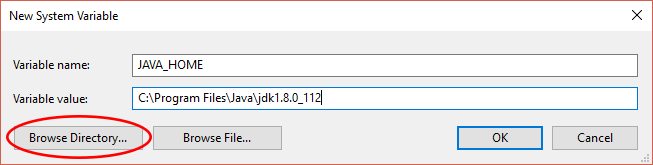 New System Variable
Variable name: JAVA_HOME
Variable value: C:\Program Files\Java\jdk1.8.0_112
Browse Directory... Browse File... OK Cancel